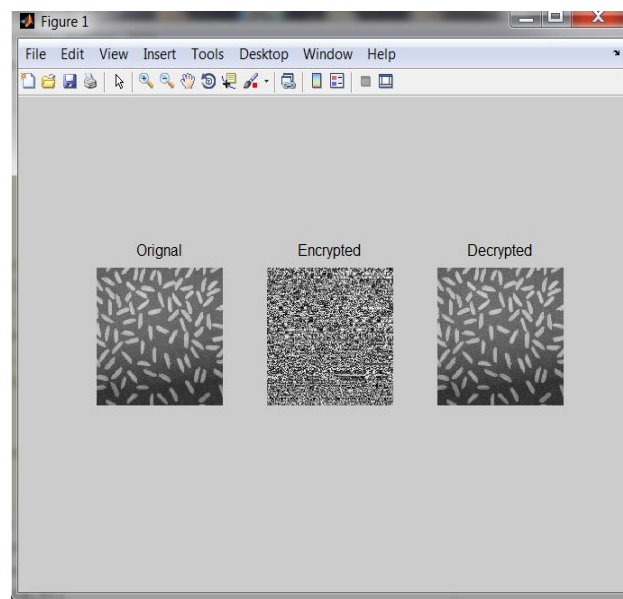 Figure 1
File Edit View Insert Tools Desktop Window Help
Orignal Encrypted Decrypted